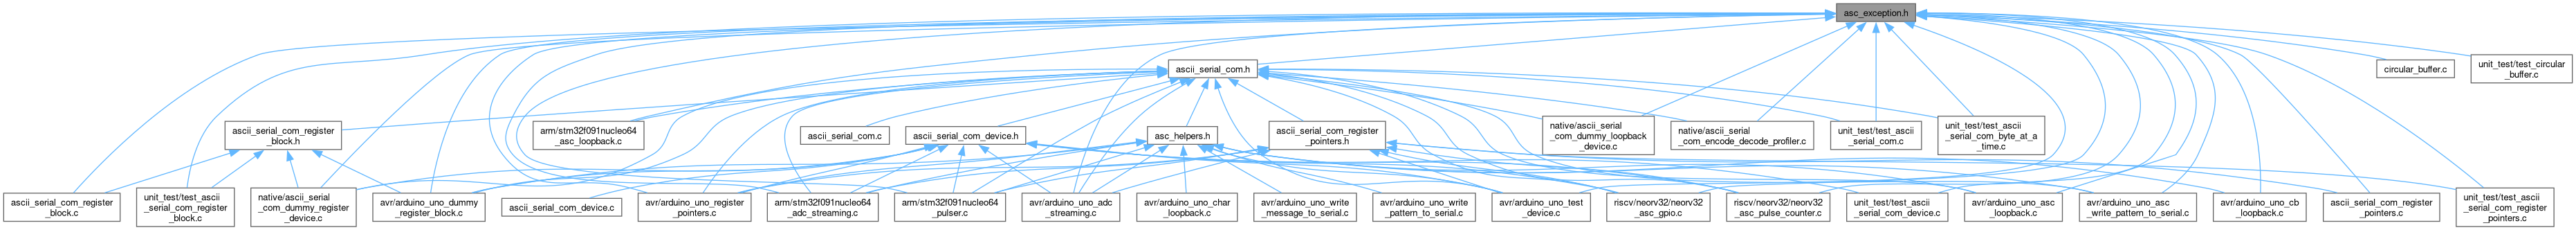 asc_exception.h
ascii_serial_com.h
circular_buffer.c
unit_test/test_circular
_buffer.c
ascii_serial_com_register
_block.h
arm/stm32f091nucleo64
_asc_loopback.c
ascii_serial_com.c
ascii_serial_com_device.h
asc_helpers.h
ascii_serial_com_register
_pointers.h
native/ascii_serial
_com_dummy_loopback
_device.c
native/ascii_serial
_com_encode_decode_profiler.c
unit_test/test_ascii
_serial_com.c
unit_test/test_ascii
_serial_com_byte_at_a
_time.c
ascii_serial_com_register
_block.c
unit_test/test_ascii
_serial_com_register
_block.c
native/ascii_serial
_com_dummy_register
_device.c
avr/arduino_uno_dummy
_register_block.c
ascii_serial_com_device.c
avr/arduino_uno_register
_pointers.c
arm/stm32f091nucleo64
_adc_streaming.c
arm/stm32f091nucleo64
_pulser.c
avr/arduino_uno_adc
_streaming.c
avr/arduino_uno_char
_loopback.c
avr/arduino_uno_write
_message_to_serial.c
avr/arduino_uno_write
_pattern_to_serial.c
avr/arduino_uno_test
_device.c
riscv/neorv32/neorv32
_asc_gpio.c
riscv/neorv32/neorv32
_asc_pulse_counter.c
unit_test/test_ascii
_serial_com_device.c
avr/arduino_uno_asc
_loopback.c
avr/arduino_uno_asc
_write_pattern_to_serial.c
avr/arduino_uno_cb
_loopback.c
ascii_serial_com_register
_pointers.c
unit_test/test_ascii
_serial_com_register
_pointers.c